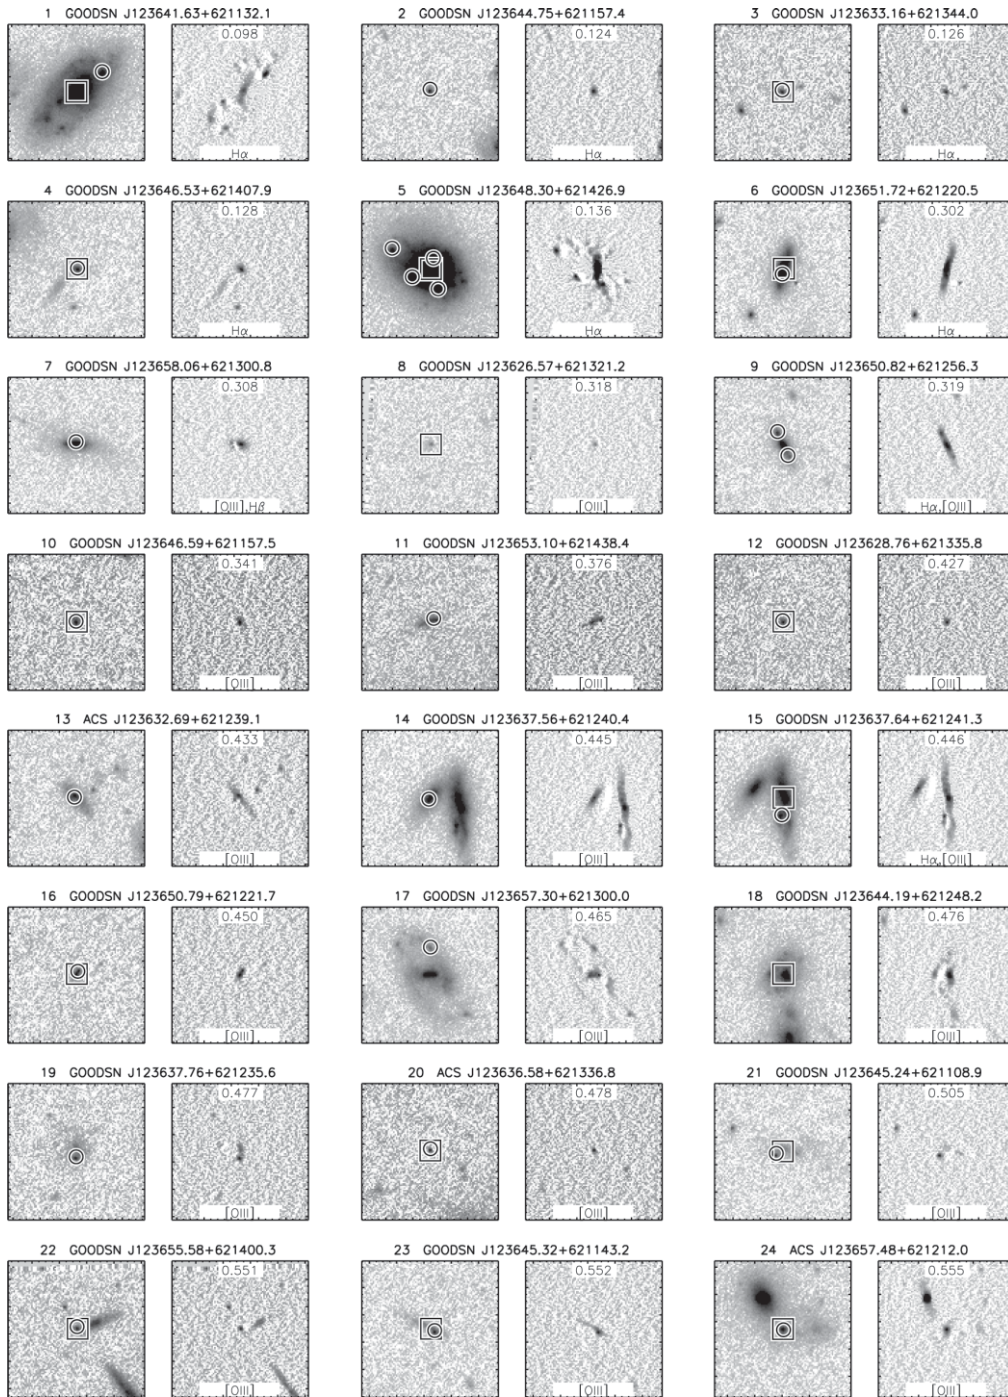 1 GOODSN J123641.63+621132.1
0.098
Hα
2 GOODSN J123644.75+621157.4
0.124
Hα
3 GOODSN J123633.16+621344.0
0.126
Hα
4 GOODSN J123646.53+621407.9
0.128
Hα
5 GOODSN J123648.30+621426.9
0.136
Hα
6 GOODSN J123651.72+621220.5
0.302
Hα
7 GOODSN J123658.06+621300.8
0.308
[OIII],Hβ
8 GOODSN J123626.57+621321.2
0.318
[OIII]
9 GOODSN J123650.82+621256.3
0.319
Hα,[OIII]
10 GOODSN J123646.59+621157.5
0.341
[OIII]
11 GOODSN J123653.10+621438.4
0.376
[OIII]
12 GOODSN J123628.76+621335.8
0.427
[OIII]
13 ACS J123632.69+621239.1
0.433
[OIII]
14 GOODSN J123637.56+621240.4
0.445
[OIII]
15 GOODSN J123637.64+621241.3
0.446
Hα,[OIII]
16 GOODSN J123650.79+621221.7
0.450
[OIII]
17 GOODSN J123657.30+621300.0
0.465
[OIII]
18 GOODSN J123644.19+621248.2
0.476
[OIII]
19 GOODSN J123637.76+621235.6
0.477
[OIII]
20 ACS J123636.58+621336.8
0.478
[OIII]
21 GOODSN J123645.24+621108.9
0.505
[OIII]
22 GOODSN J123655.58+621400.3
0.551
[OIII]
23 GOODSN J123645.32+621143.2
0.552
[OIII]
24 ACS J123657.48+621212.0
0.555
[OIII]